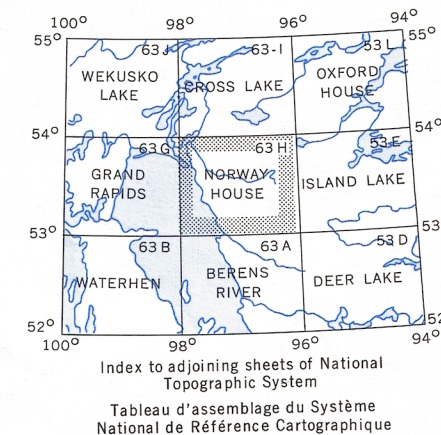 100° 98° 96° 94°
55° 63 J 63-I 53 L 55°
WEKUSKO CROSS LAKE OXFORD
LAKE HOUSE
54° 63 G 63 H 53-E 54°
GRAND NORWAY ISLAND LAKE
RAPIDS HOUSE
53° 63 B 63 A 53 D 53
WATERHEN BERENS DEER LAKE
RIVER
52° 52
100° 98° 96° 94°
Index to adjoining sheets of National
Topographic System
Tableau d'assemblage du Système
National de Référence Cartographique